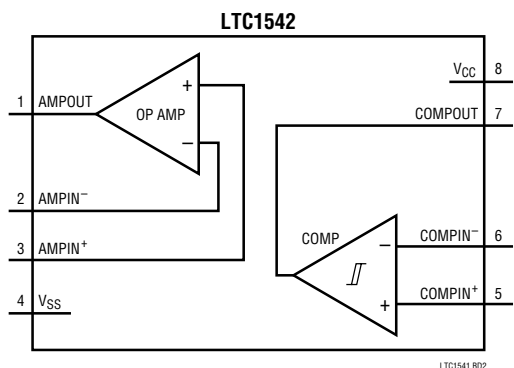 LTC1542
1 AMPOUT
OP AMP
+
–
2 AMPIN–
3 AMPIN+
4 VSS
VCC 8
COMPOUT 7
COMP
–
+
COMPIN– 6
COMPIN+ 5
LTC1541 BD2